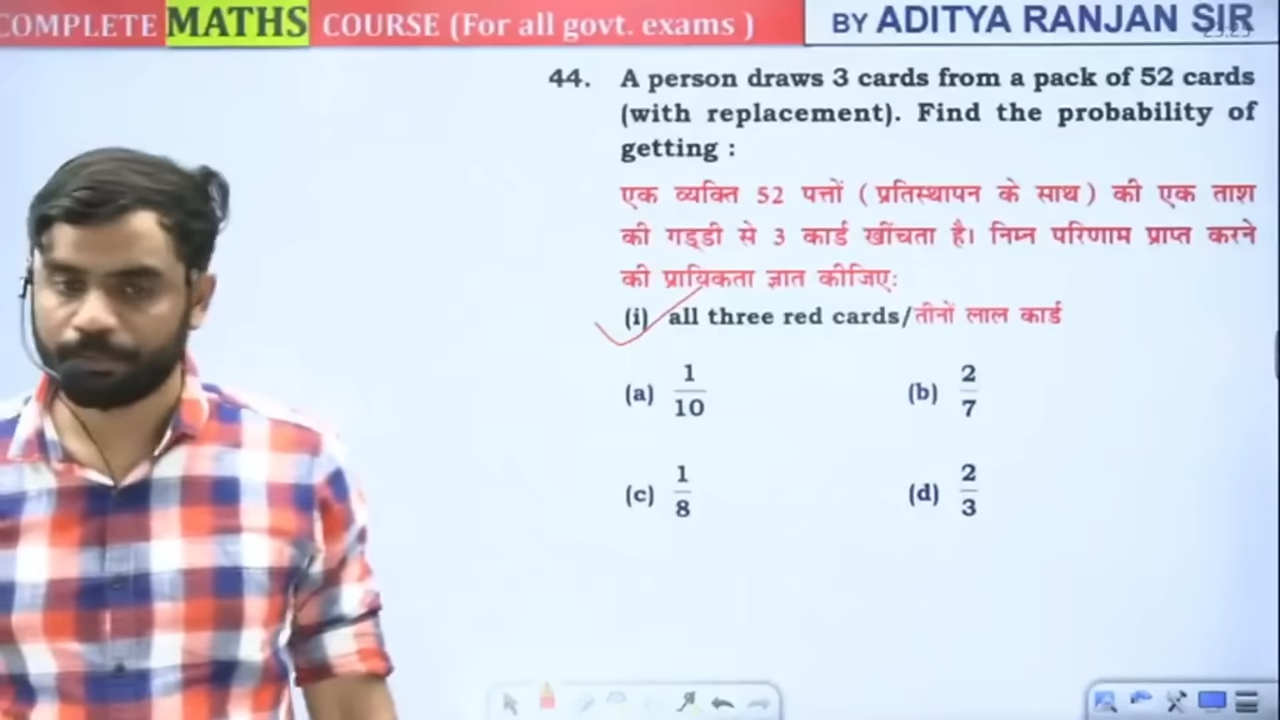 COMPLETE MATHS COURSE (For all govt. exams )
BY ADITYA RANJAN SIR
44. A person draws 3 cards from a pack of 52 cards
(with replacement). Find the probability of
getting :
एक व्यक्ति 52 पत्तों ( प्रतिस्थापन के साथ ) की एक ताश
की गड्डी से 3 कार्ड खींचता है। निम्न परिणाम प्राप्त करने
की प्रायिकता ज्ञात कीजिए:
(i) all three red cards/तीनों लाल कार्ड
(a) 1/10 (b) 2/7
(c) 1/8 (d) 2/3